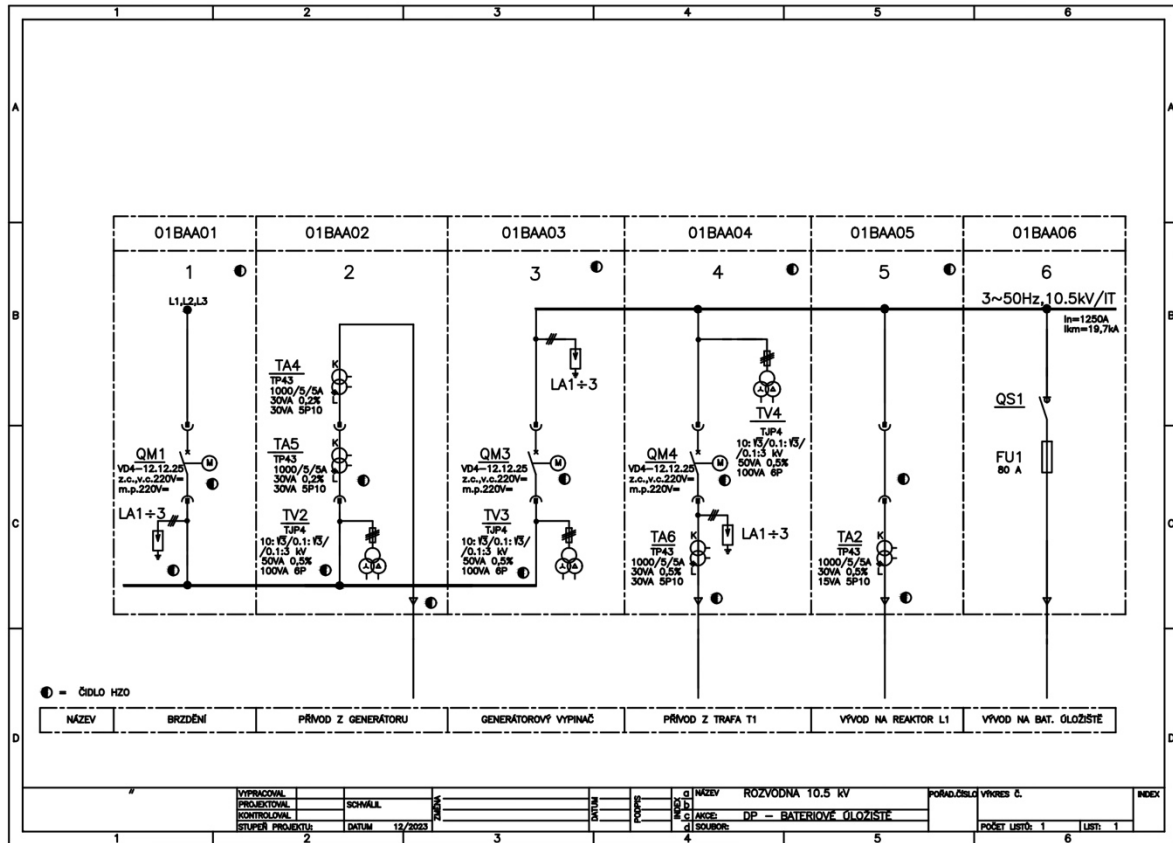 1 2 3 4 5 6
A A
01BAA01 01BAA02 01BAA03 01BAA04 01BAA05 01BAA06
1 2 3 4 5 6
L1,L2,L3
3~50Hz,10.5kV/IT
In=1250A
Ikm=19,7kA
B B
TA4
TP43
1000/5/5A
30VA 0,2%
30VA 5P10
K
L
LA1÷3
TV4
TJP4
10:√3/0.1:√3/
/0.1:3 kV
50VA 0,5%
100VA 6P
QS1
FU1
80 A
QM1
VD4-12.12.25
z.c.,v.c.220V=
m.p.220V=
M
TA5
TP43
1000/5/5A
30VA 0,2%
30VA 5P10
K
L
QM3
VD4-12.12.25
z.c.,v.c.220V=
m.p.220V=
M
QM4
VD4-12.12.25
z.c.,v.c.220V=
m.p.220V=
M
C C
LA1÷3
TV2
TJP4
10:√3/0.1:√3/
/0.1:3 kV
50VA 0,5%
100VA 6P
TV3
TJP4
10:√3/0.1:√3/
/0.1:3 kV
50VA 0,5%
100VA 6P
TA6
TP43
1000/5/5A
30VA 0,5%
30VA 5P10
K
L
LA1÷3
TA2
TP43
1000/5/5A
30VA 0,5%
15VA 5P10
K
L
= ČIDLO HZO
NÁZEV BRZDĚNÍ PŘÍVOD Z GENERÁTORU GENERÁTOROVÝ VYPINAČ PŘÍVOD Z TRAFA T1 VÝVOD NA REAKTOR L1 VÝVOD NA BAT. ÚLOŽIŠTĚ
D D
"
VYPRACOVAL
PROJEKTOVAL SCHVÁLIL
KONTROLOVAL
STUPEŇ PROJEKTU: DATUM 12/2023
ZMĚNA
DATUM
PODPIS
INDEX
a
b
c
d
NÁZEV ROZVODNA 10.5 kV
AKCE: DP – BATERIOVÉ ÚLOŽIŠTĚ
SOUBOR:
POŘAD.ČÍSLO VÝKRES Č. INDEX
POČET LISTŮ: 1 LIST: 1
1 2 3 4 5 6